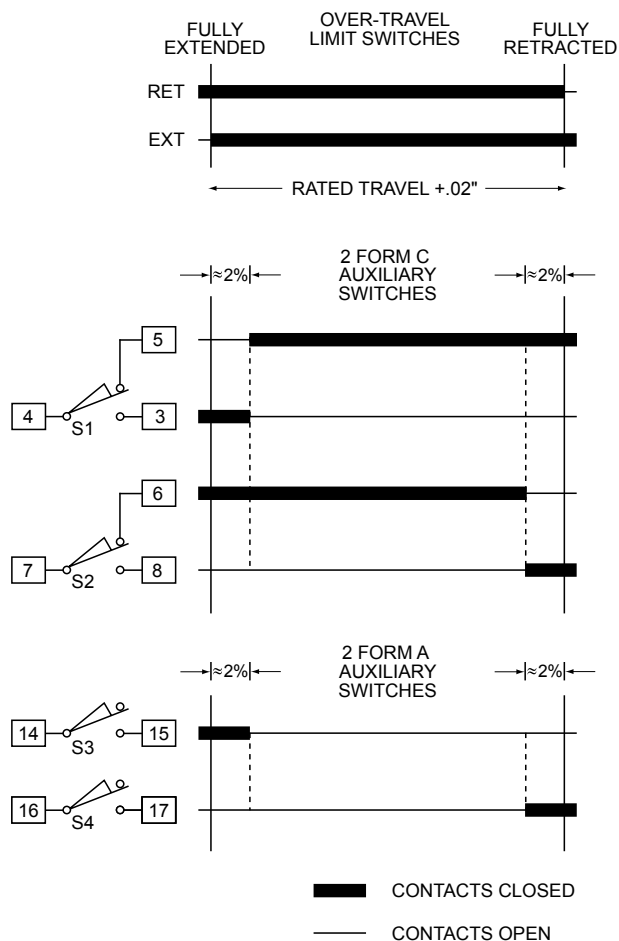 FULLY
EXTENDED
OVER-TRAVEL
LIMIT SWITCHES
FULLY
RETRACTED
RET
EXT
RATED TRAVEL +.02"
2 FORM C
AUXILIARY
SWITCHES
≈2%
≈2%
5
4
S1
3
6
7
S2
8
2 FORM A
AUXILIARY
SWITCHES
≈2%
≈2%
14
S3
15
16
S4
17
CONTACTS CLOSED
CONTACTS OPEN